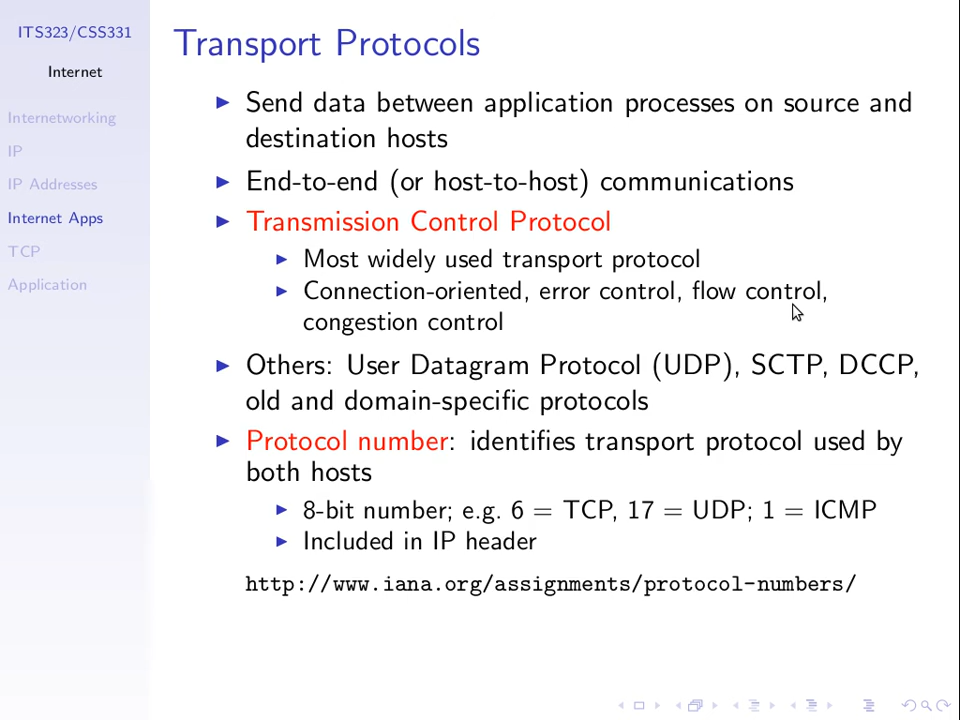 ITS323/CSS331
Internet
Internetworking
IP
IP Addresses
Internet Apps
TCP
Application
Transport Protocols
Send data between application processes on source and
destination hosts
End-to-end (or host-to-host) communications
Transmission Control Protocol
Most widely used transport protocol
Connection-oriented, error control, flow control,
congestion control
Others: User Datagram Protocol (UDP), SCTP, DCCP,
old and domain-specific protocols
Protocol number: identifies transport protocol used by
both hosts
8-bit number; e.g. 6 = TCP, 17 = UDP; 1 = ICMP
Included in IP header
http://www.iana.org/assignments/protocol-numbers/